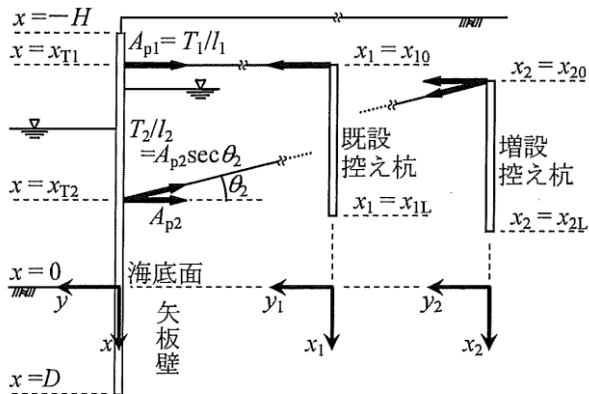 x=−H
x=x_T1
A_p1=T_1/l_1
x_1=x_10
x_2=x_20
T_2/l_2
=A_p2 sec θ_2
既設
控え杭
増設
控え杭
θ_2
x=x_T2
A_p2
x_1=x_1L
x_2=x_2L
x=0
海底面
y
y_1
y_2
矢板壁
x
x_1
x_2
x=D